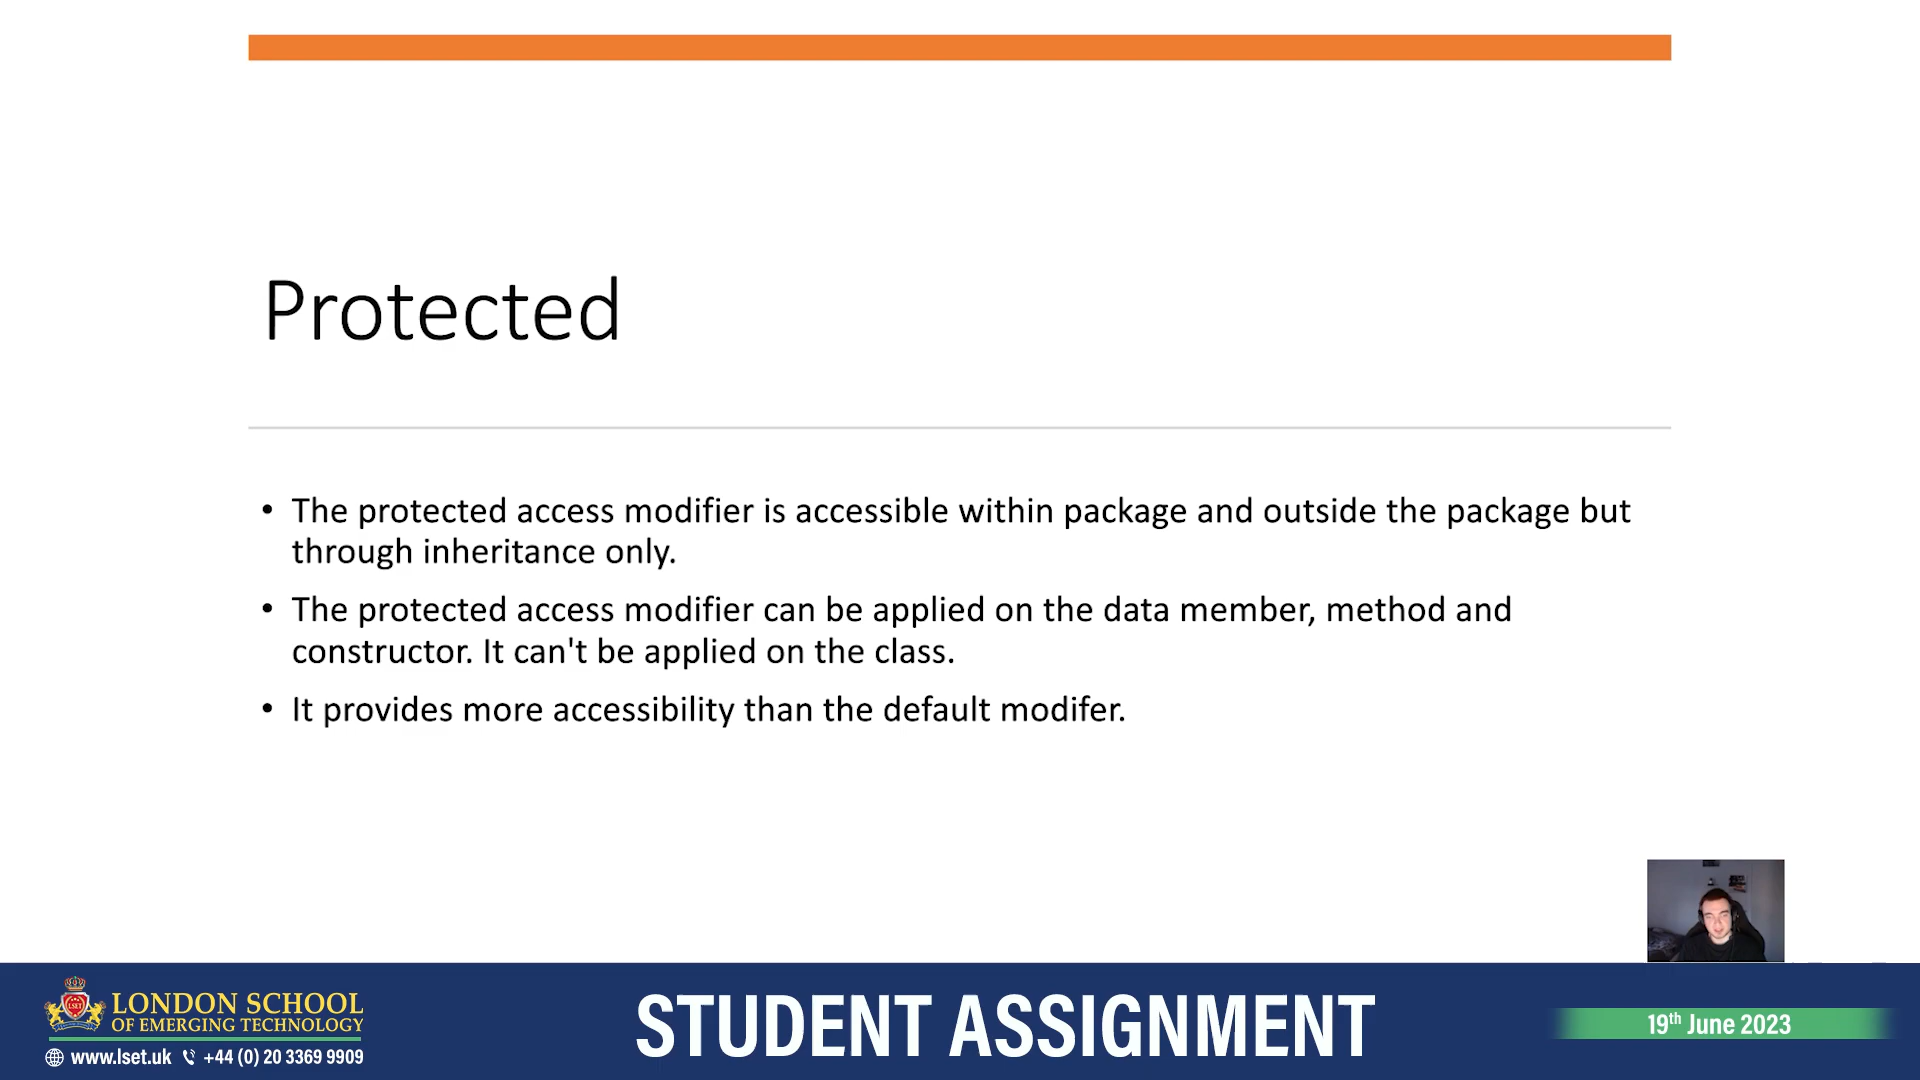 Protected
• The protected access modifier is accessible within package and outside the package but
through inheritance only.
• The protected access modifier can be applied on the data member, method and
constructor. It can't be applied on the class.
• It provides more accessibility than the default modifer.
LSET
LONDON SCHOOL
OF EMERGING TECHNOLOGY
www.lset.uk +44 (0) 20 3369 9909
STUDENT ASSIGNMENT
19th June 2023